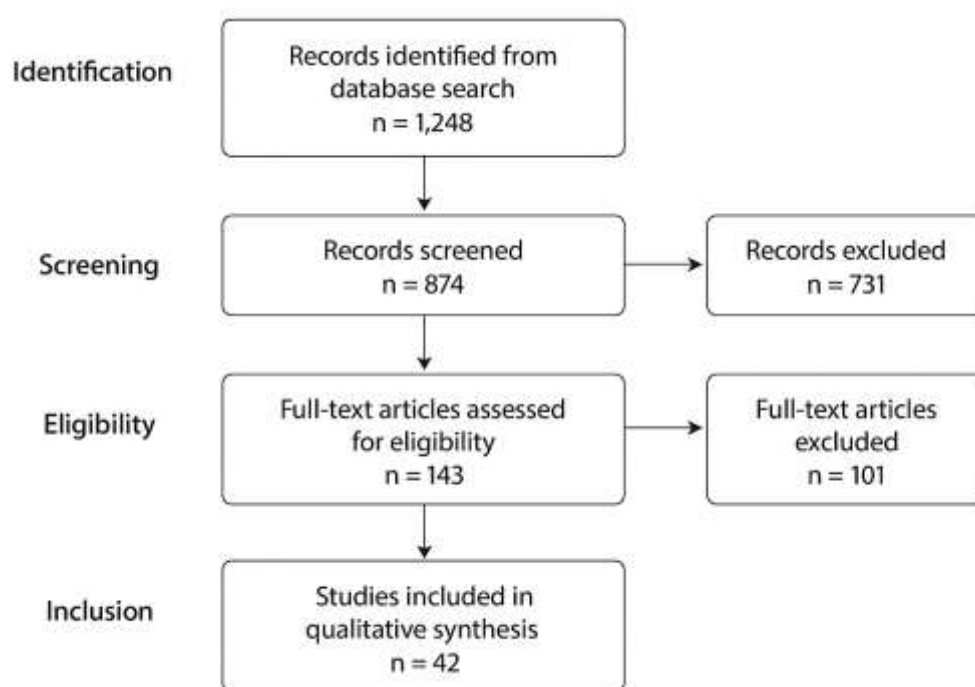 Identification
Records identified from
database search
n = 1,248
Screening
Records screened
n = 874
Records excluded
n = 731
Eligibility
Full-text articles assessed
for eligibility
n = 143
Full-text articles
excluded
n = 101
Inclusion
Studies included in
qualitative synthesis
n = 42